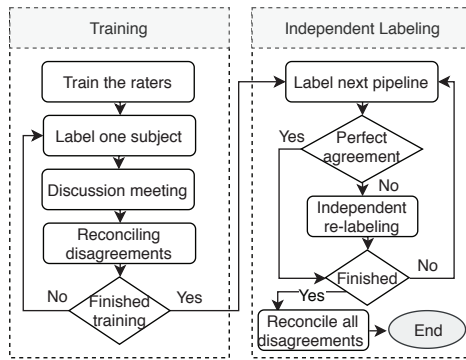 Training
Train the raters
Label one subject
Discussion meeting
Reconciling
disagreements
No
Finished
training
Yes
Independent Labeling
Label next pipeline
Yes
Perfect
agreement
No
Independent
re-labeling
Finished
No
Yes
Reconcile all
disagreements
End